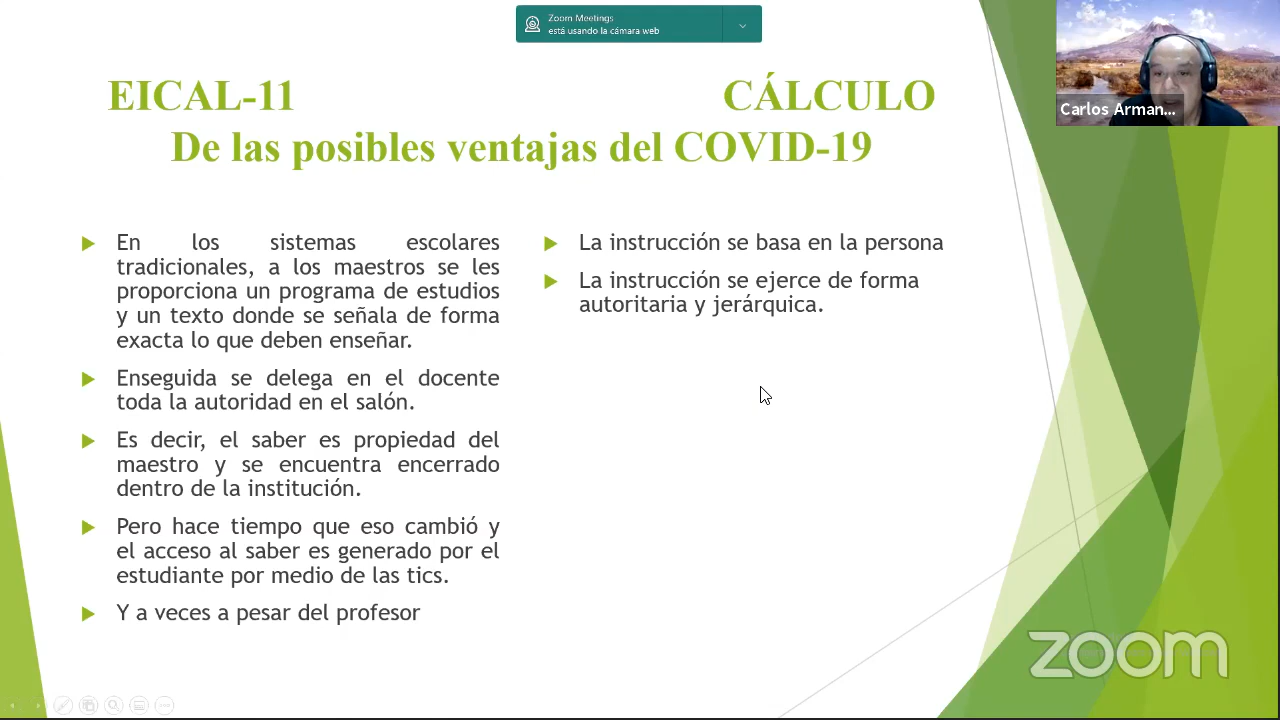 Zoom Meetings
está usando la cámara web
Carlos Arman...
EICAL-11 CÁLCULO
De las posibles ventajas del COVID-19
En los sistemas escolares
tradicionales, a los maestros se les
proporciona un programa de estudios
y un texto donde se señala de forma
exacta lo que deben enseñar.
Enseguida se delega en el docente
toda la autoridad en el salón.
Es decir, el saber es propiedad del
maestro y se encuentra encerrado
dentro de la institución.
Pero hace tiempo que eso cambió y
el acceso al saber es generado por el
estudiante por medio de las tics.
Y a veces a pesar del profesor
La instrucción se basa en la persona
La instrucción se ejerce de forma
autoritaria y jerárquica.
zoom